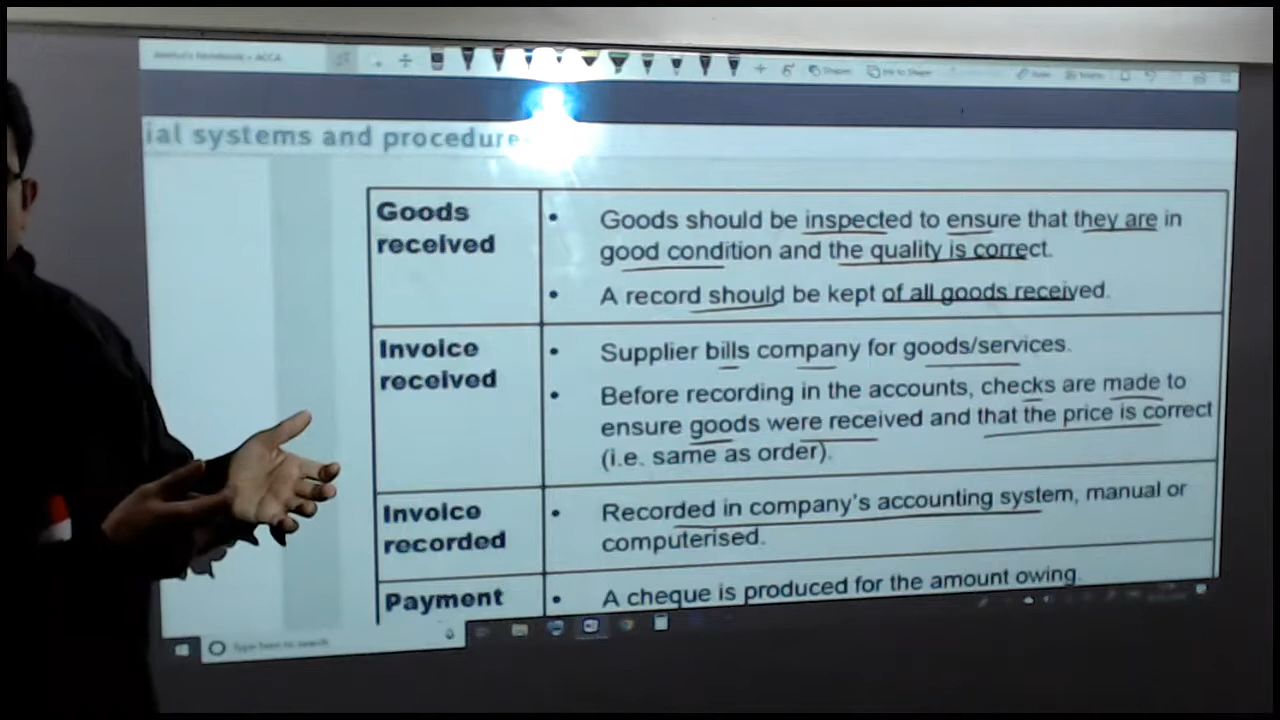 ial systems and procedure
Goods
received
• Goods should be inspected to ensure that they are in
good condition and the quality is correct.
• A record should be kept of all goods received.
Invoice
received
• Supplier bills company for goods/services.
• Before recording in the accounts, checks are made to
ensure goods were received and that the price is correct
(i.e. same as order).
Invoice
recorded
• Recorded in company's accounting system, manual or
computerised.
Payment
• A cheque is produced for the amount owing.
Type here to search